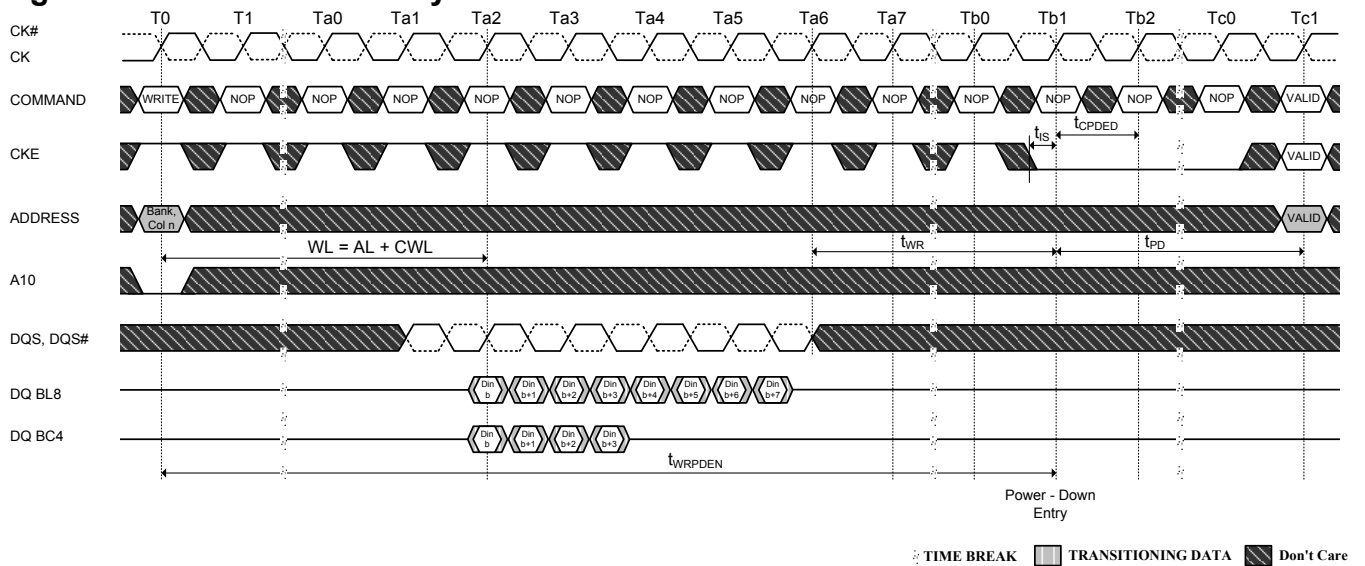 T0 T1 Ta0 Ta1 Ta2 Ta3 Ta4 Ta5 Ta6 Ta7 Tb0 Tb1 Tb2 Tc0 Tc1
CK#
CK
COMMAND WRITE NOP NOP NOP NOP NOP NOP NOP NOP NOP NOP NOP NOP NOP VALID
tIS tCPDED
CKE VALID
ADDRESS Bank, Col n VALID
WL = AL + CWL tWR tPD
A10
DQS, DQS#
DQ BL8 Din b Din b+1 Din b+2 Din b+3 Din b+4 Din b+5 Din b+6 Din b+7
DQ BC4 Din b Din b+1 Din b+2 Din b+3
tWRPDEN
Power - Down
Entry
TIME BREAK TRANSITIONING DATA Don't Care